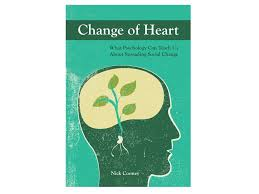 Change of Heart
What Psychology Can Teach Us
About Spreading Social Change
Nick Cooney